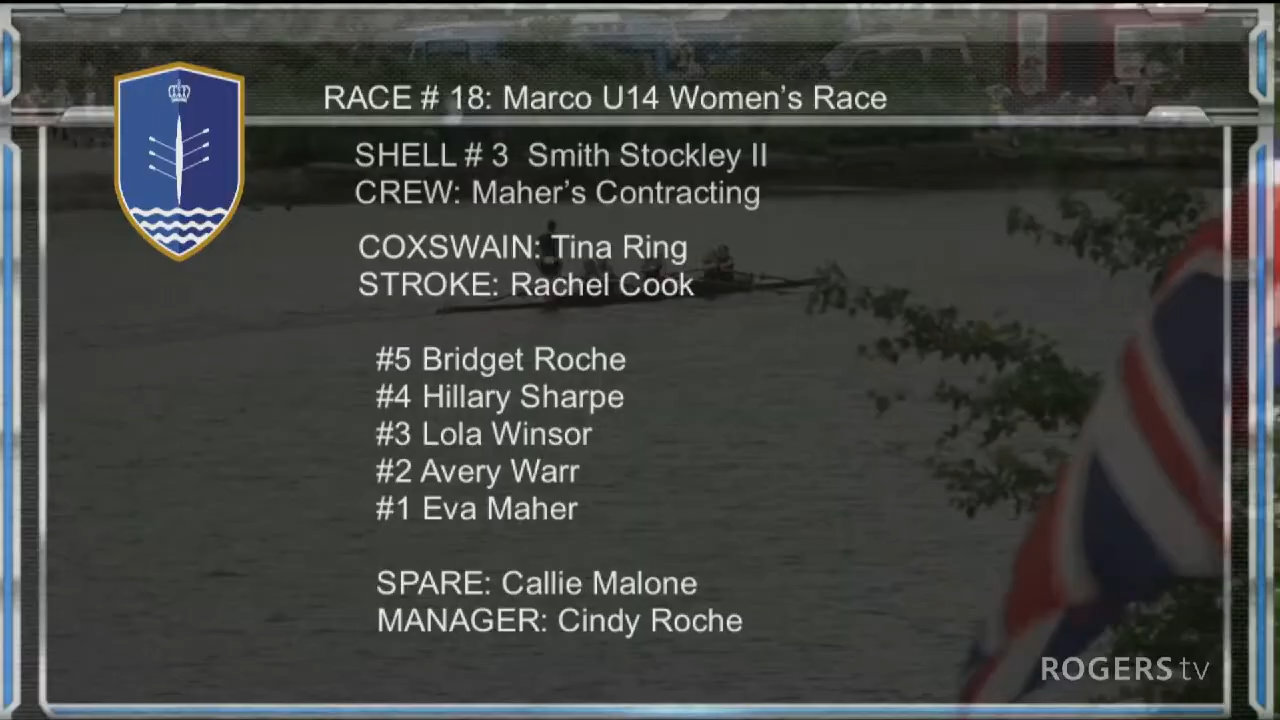 RACE # 18: Marco U14 Women's Race
SHELL # 3 Smith Stockley II
CREW: Maher's Contracting
COXSWAIN: Tina Ring
STROKE: Rachel Cook
#5 Bridget Roche
#4 Hillary Sharpe
#3 Lola Winsor
#2 Avery Warr
#1 Eva Maher
SPARE: Callie Malone
MANAGER: Cindy Roche
ROGERS tv